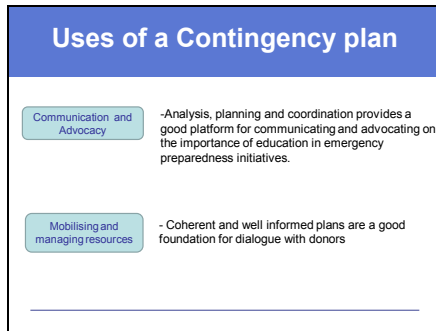 Uses of a Contingency plan
Communication and
Advocacy
-Analysis, planning and coordination provides a
good platform for communicating and advocating on
the importance of education in emergency
preparedness initiatives.
Mobilising and
managing resources
- Coherent and well informed plans are a good
foundation for dialogue with donors